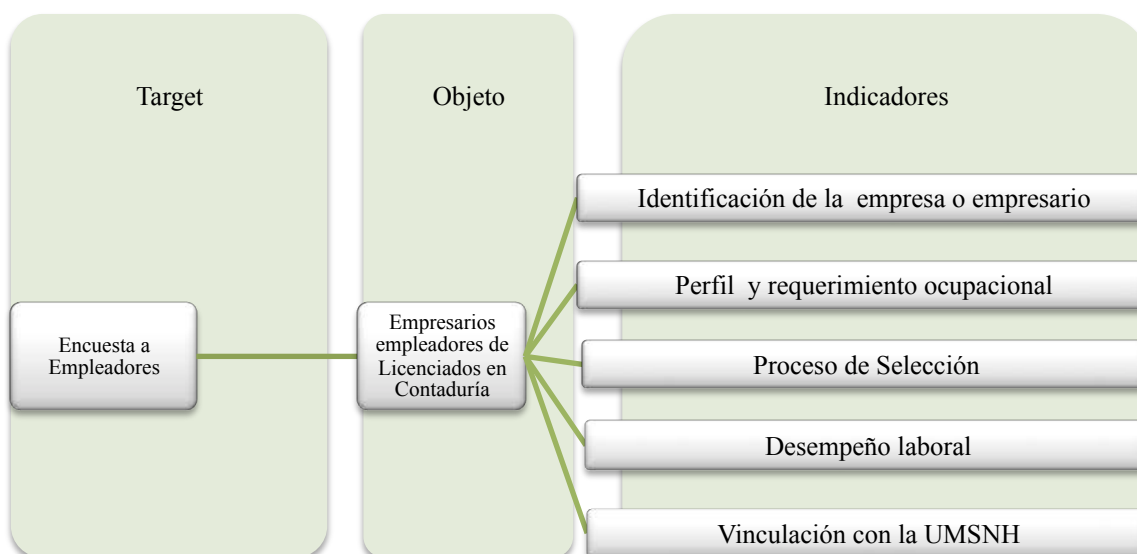 Target
Objeto
Indicadores
Encuesta a
Empleadores
Empresarios
empleadores de
Licenciados en
Contaduría
Identificación de la empresa o empresario
Perfil y requerimiento ocupacional
Proceso de Selección
Desempeño laboral
Vinculación con la UMSNH